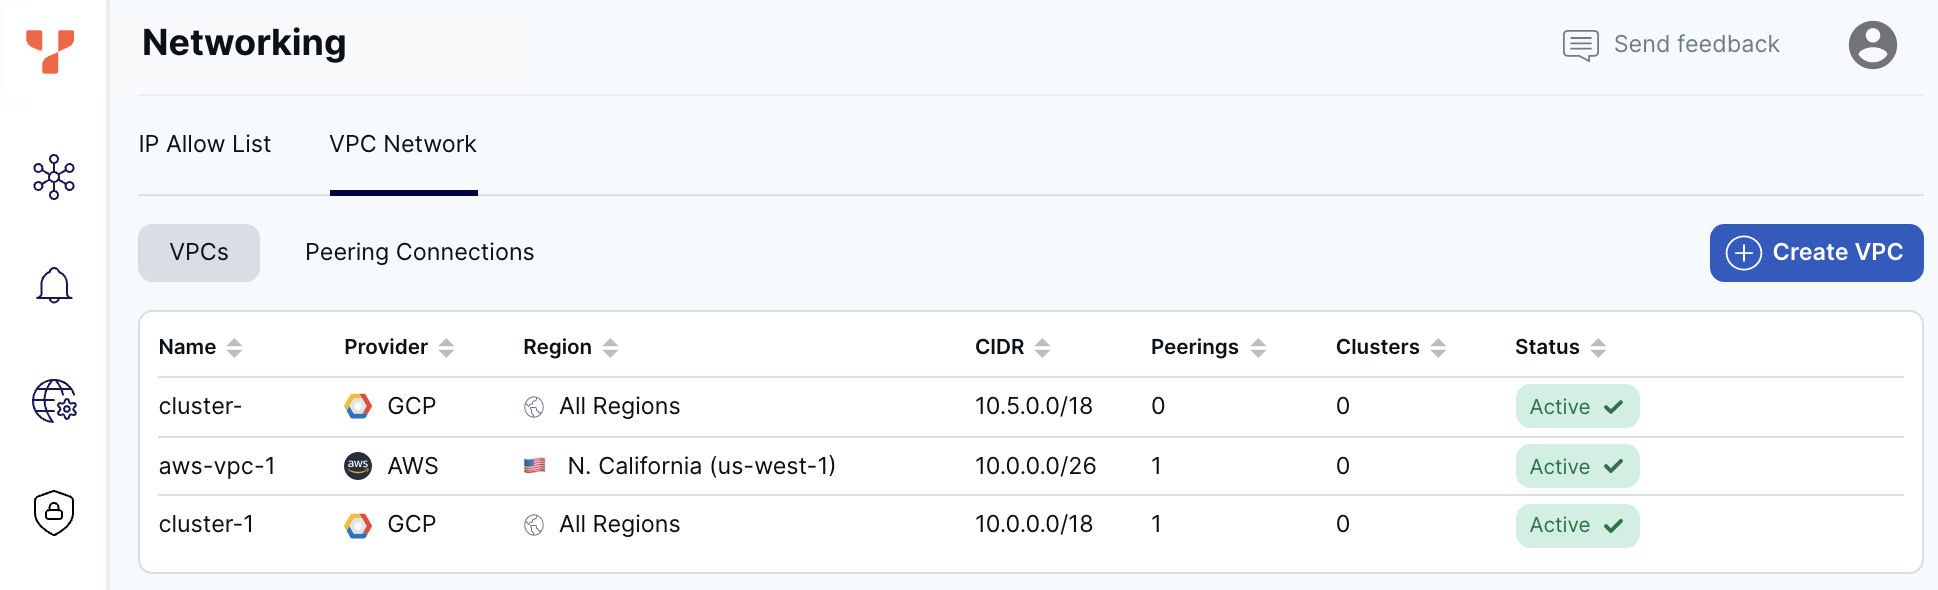 Networking
Send feedback
IP Allow List VPC Network
VPCs Peering Connections Create VPC
Name Provider Region CIDR Peerings Clusters Status
cluster- GCP All Regions 10.5.0.0/18 0 0 Active
aws-vpc-1 aws AWS N. California (us-west-1) 10.0.0.0/26 1 0 Active
cluster-1 GCP All Regions 10.0.0.0/18 1 0 Active